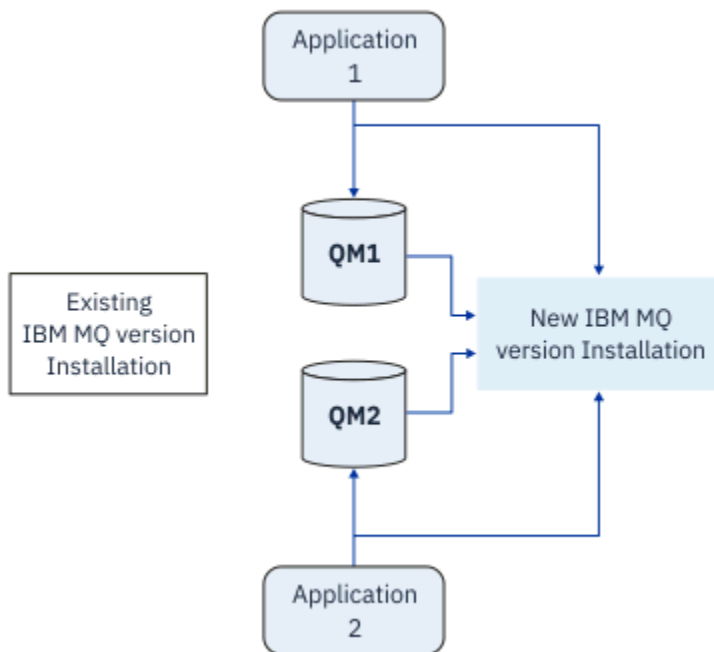 Application
1
QM1
Existing
IBM MQ version
Installation
New IBM MQ
version Installation
QM2
Application
2